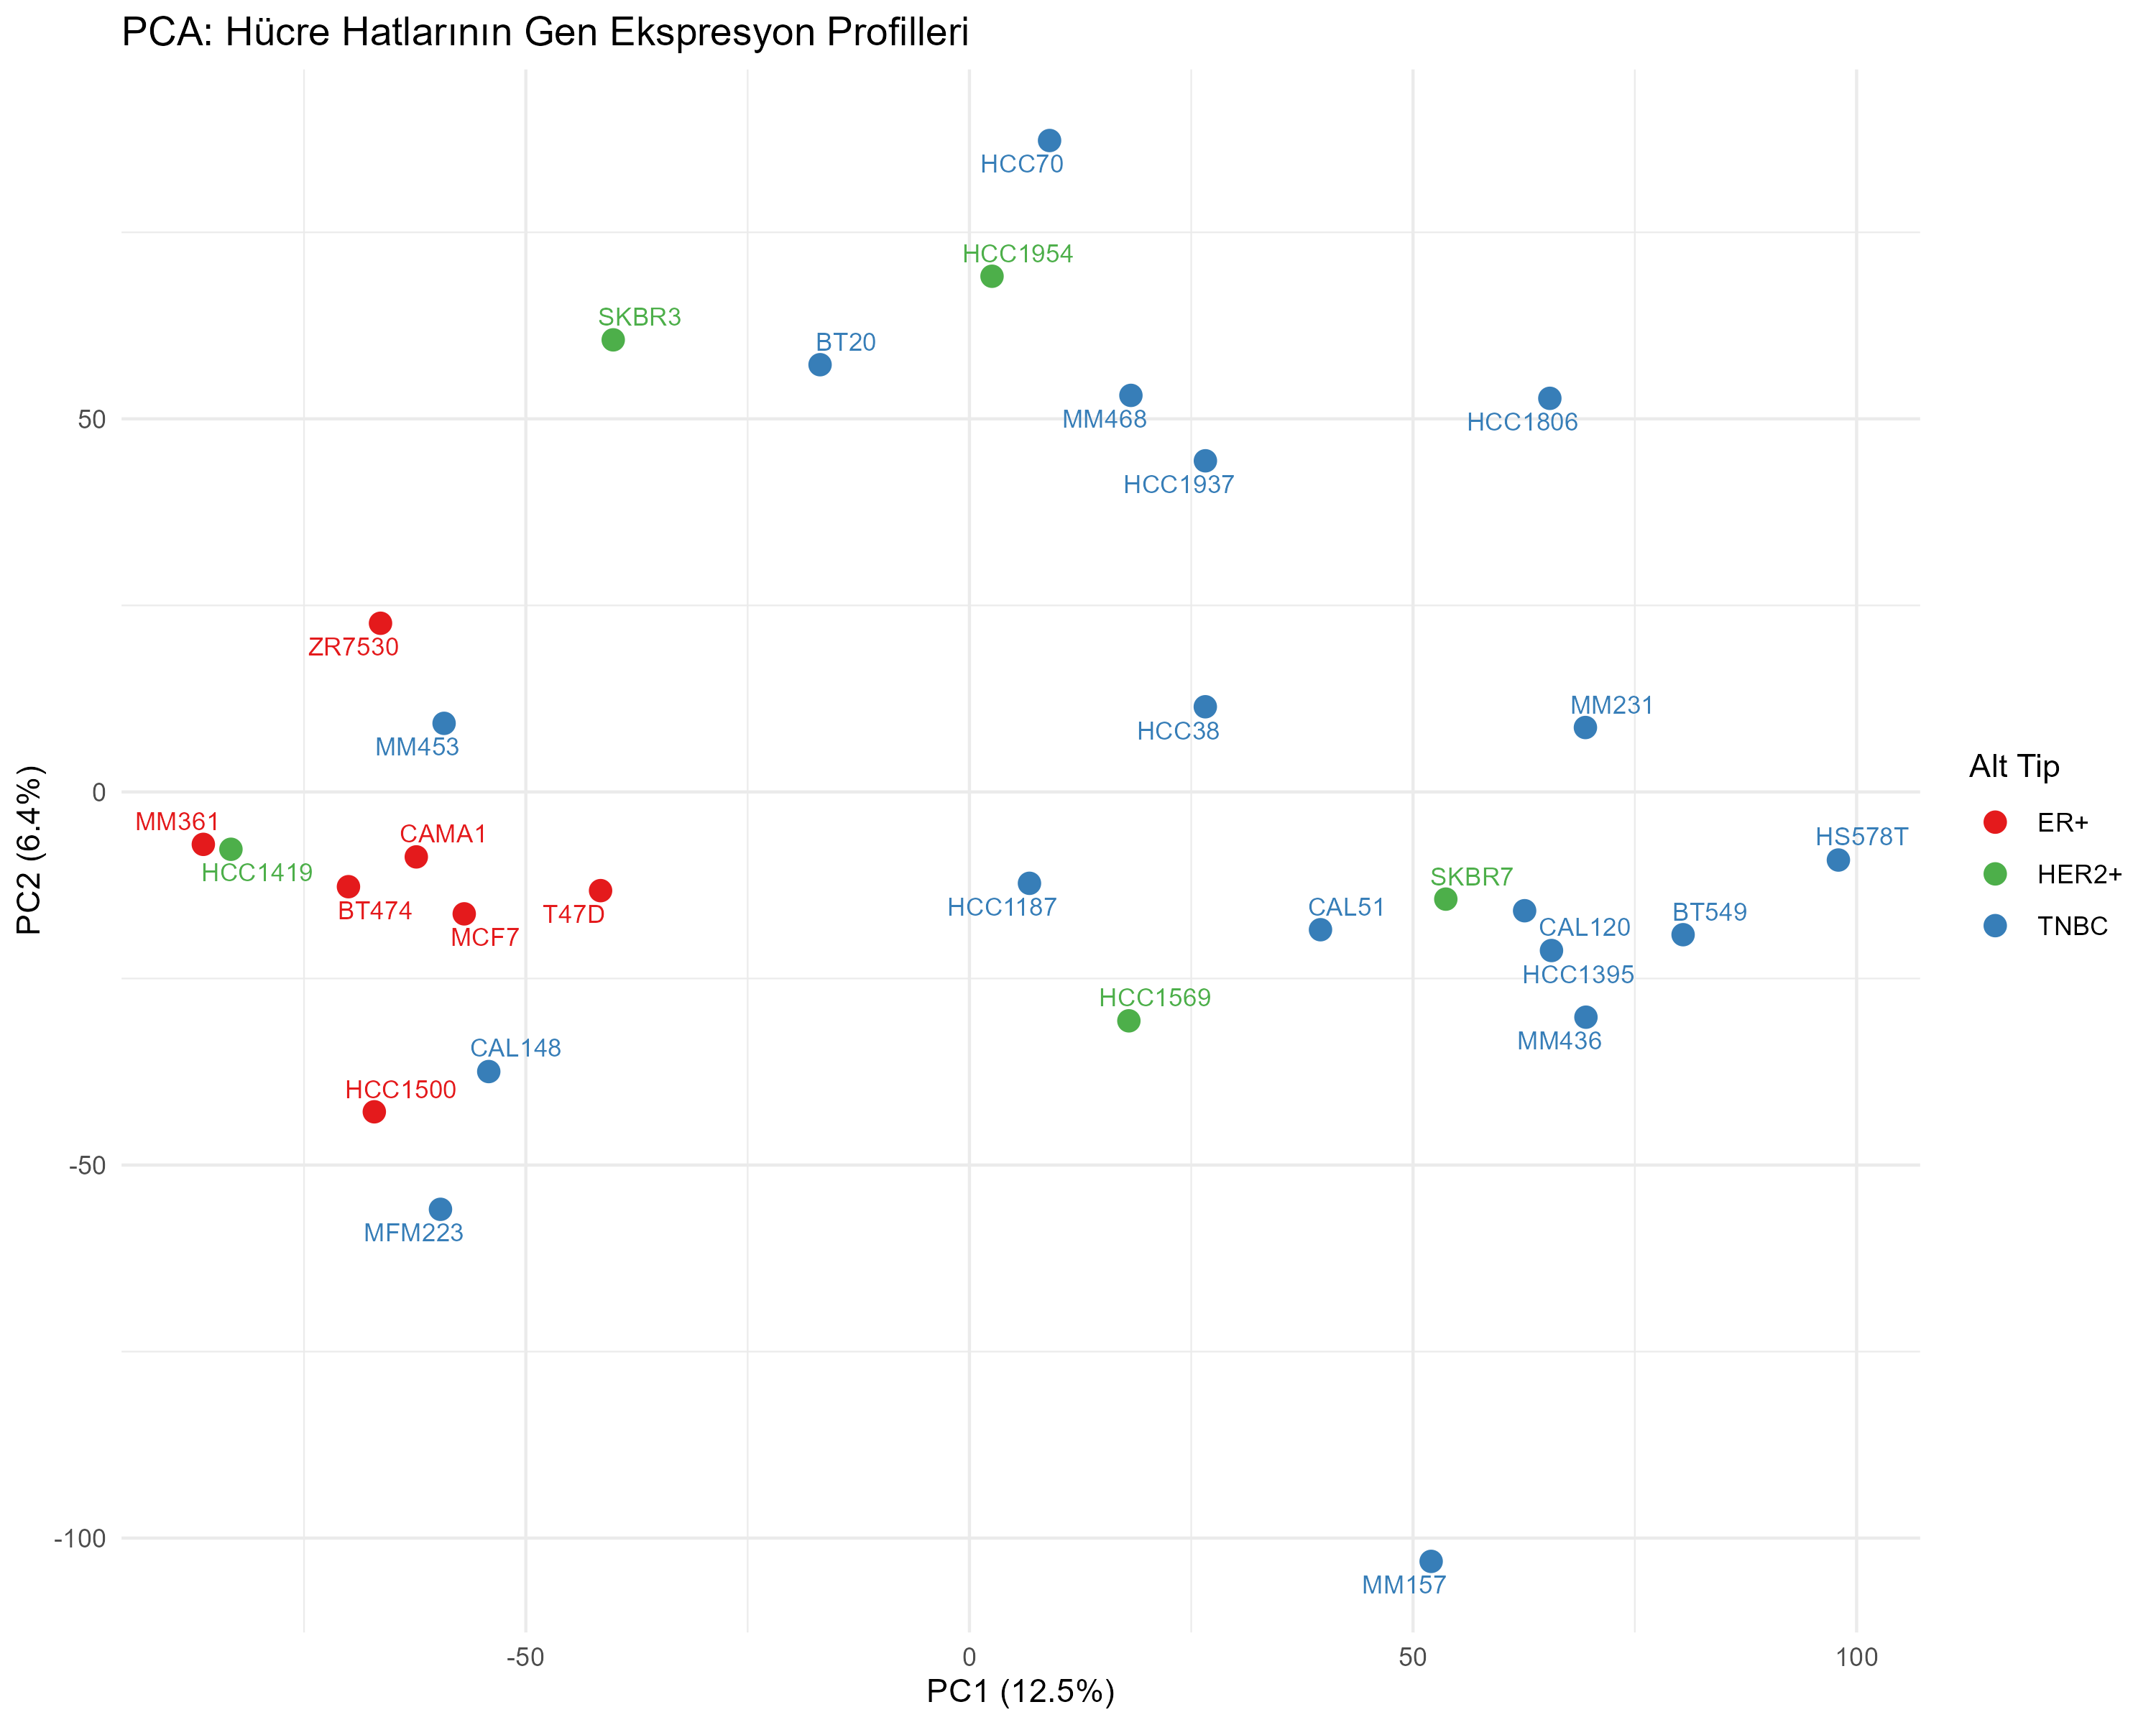 PCA: Hücre Hatlarının Gen Ekspresyon Profilleri
HCC70
HCC1954
SKBR3
BT20
50
MM468
HCC1806
HCC1937
ZR7530
MM231
HCC38
MM453
0
MM361
CAMA1
HS578T
HCC1419
SKBR7
BT474
T47D
HCC1187
CAL51
BT549
MCF7
CAL120
HCC1395
HCC1569
MM436
CAL148
HCC1500
-50
MFM223
-100
MM157
-50
0
50
100
PC1 (12.5%)
PC2 (6.4%)
Alt Tip
ER+
HER2+
TNBC